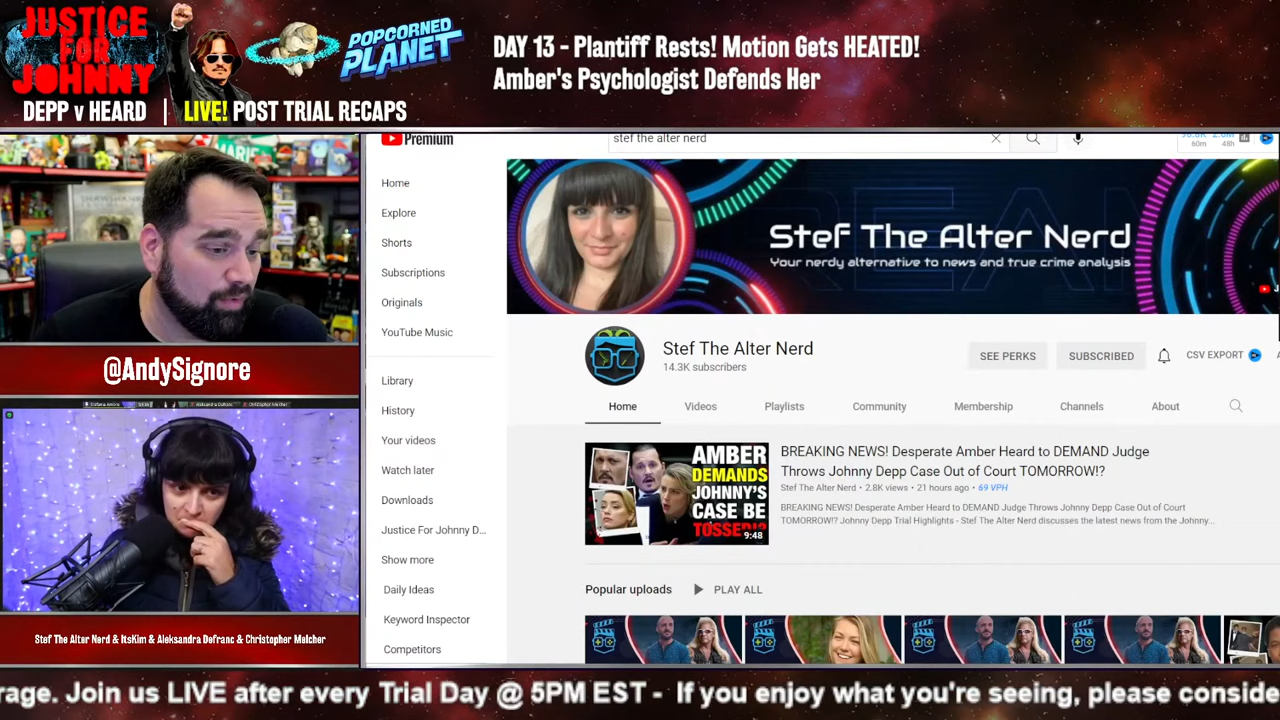 JUSTICE
FOR
JOHNNY
DEPP v HEARD | LIVE! POST TRIAL RECAPS
POPCORNED
PLANET
DAY 13 - Plantiff Rests! Motion Gets HEATED!
Amber's Psychologist Defends Her
@AndySignore
Stef The Alter Nerd & ItsKim & Aleksandra Defranc & Christopher Melcher
Premium
stef the alter nerd
60m
48h
Home
Explore
Shorts
Subscriptions
Originals
YouTube Music
Library
History
Your videos
Watch later
Downloads
Justice For Johnny D...
Show more
Daily Ideas
Keyword Inspector
Competitors
Stef The Alter Nerd
Your nerdy alternative to news and true crime analysis
Stef The Alter Nerd
14.3K subscribers
SEE PERKS
SUBSCRIBED
CSV EXPORT
Home
Videos
Playlists
Community
Membership
Channels
About
AMBER
DEMANDS
JOHNNY'S
CASE BE
TOSSED!
9:48
BREAKING NEWS! Desperate Amber Heard to DEMAND Judge
Throws Johnny Depp Case Out of Court TOMORROW!?
Stef The Alter Nerd • 2.8K views • 21 hours ago • 69 VPH
BREAKING NEWS! Desperate Amber Heard to DEMAND Judge Throws Johnny Depp Case Out of Court
TOMORROW!? Johnny Depp Trial Highlights - Stef The Alter Nerd discusses the latest news from the Johnny...
Popular uploads
PLAY ALL
rage. Join us LIVE after every Trial Day @ 5PM EST - If you enjoy what you're seeing, please conside